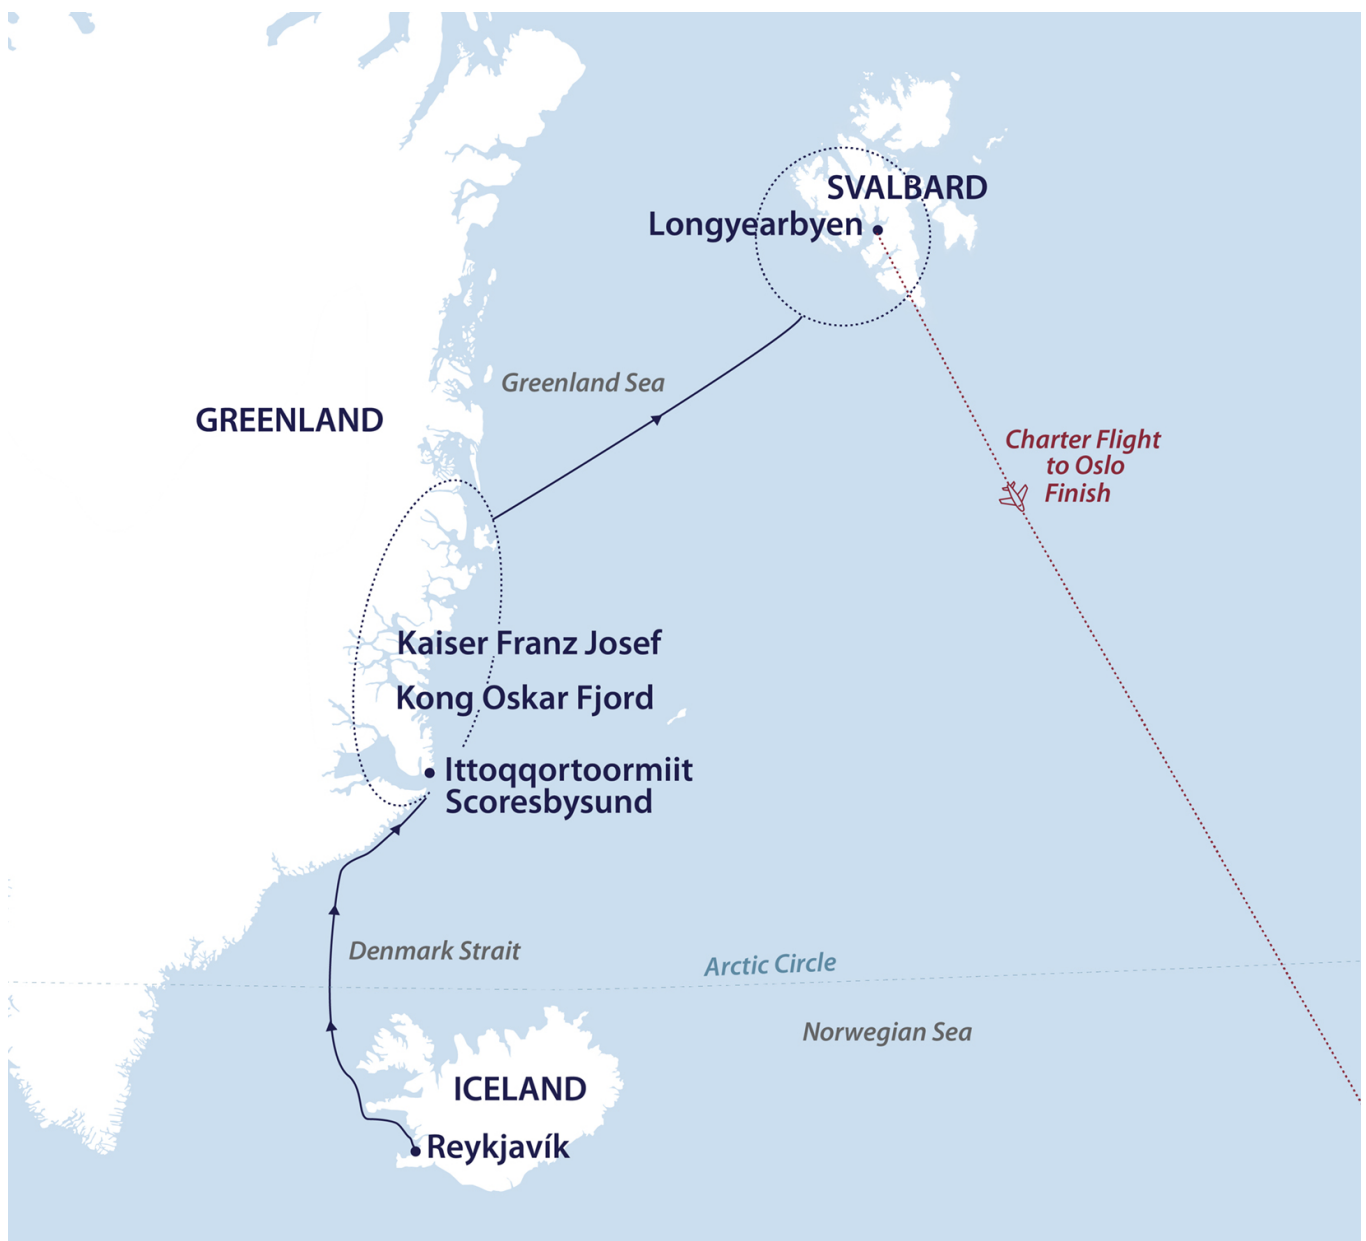 SVALBARD
Longyearbyen
Greenland Sea
GREENLAND
Charter Flight
to Oslo
Finish
Kaiser Franz Josef
Kong Oskar Fjord
Ittoqqortoormiit
Scoresbysund
Denmark Strait
Arctic Circle
Norwegian Sea
ICELAND
Reykjavík